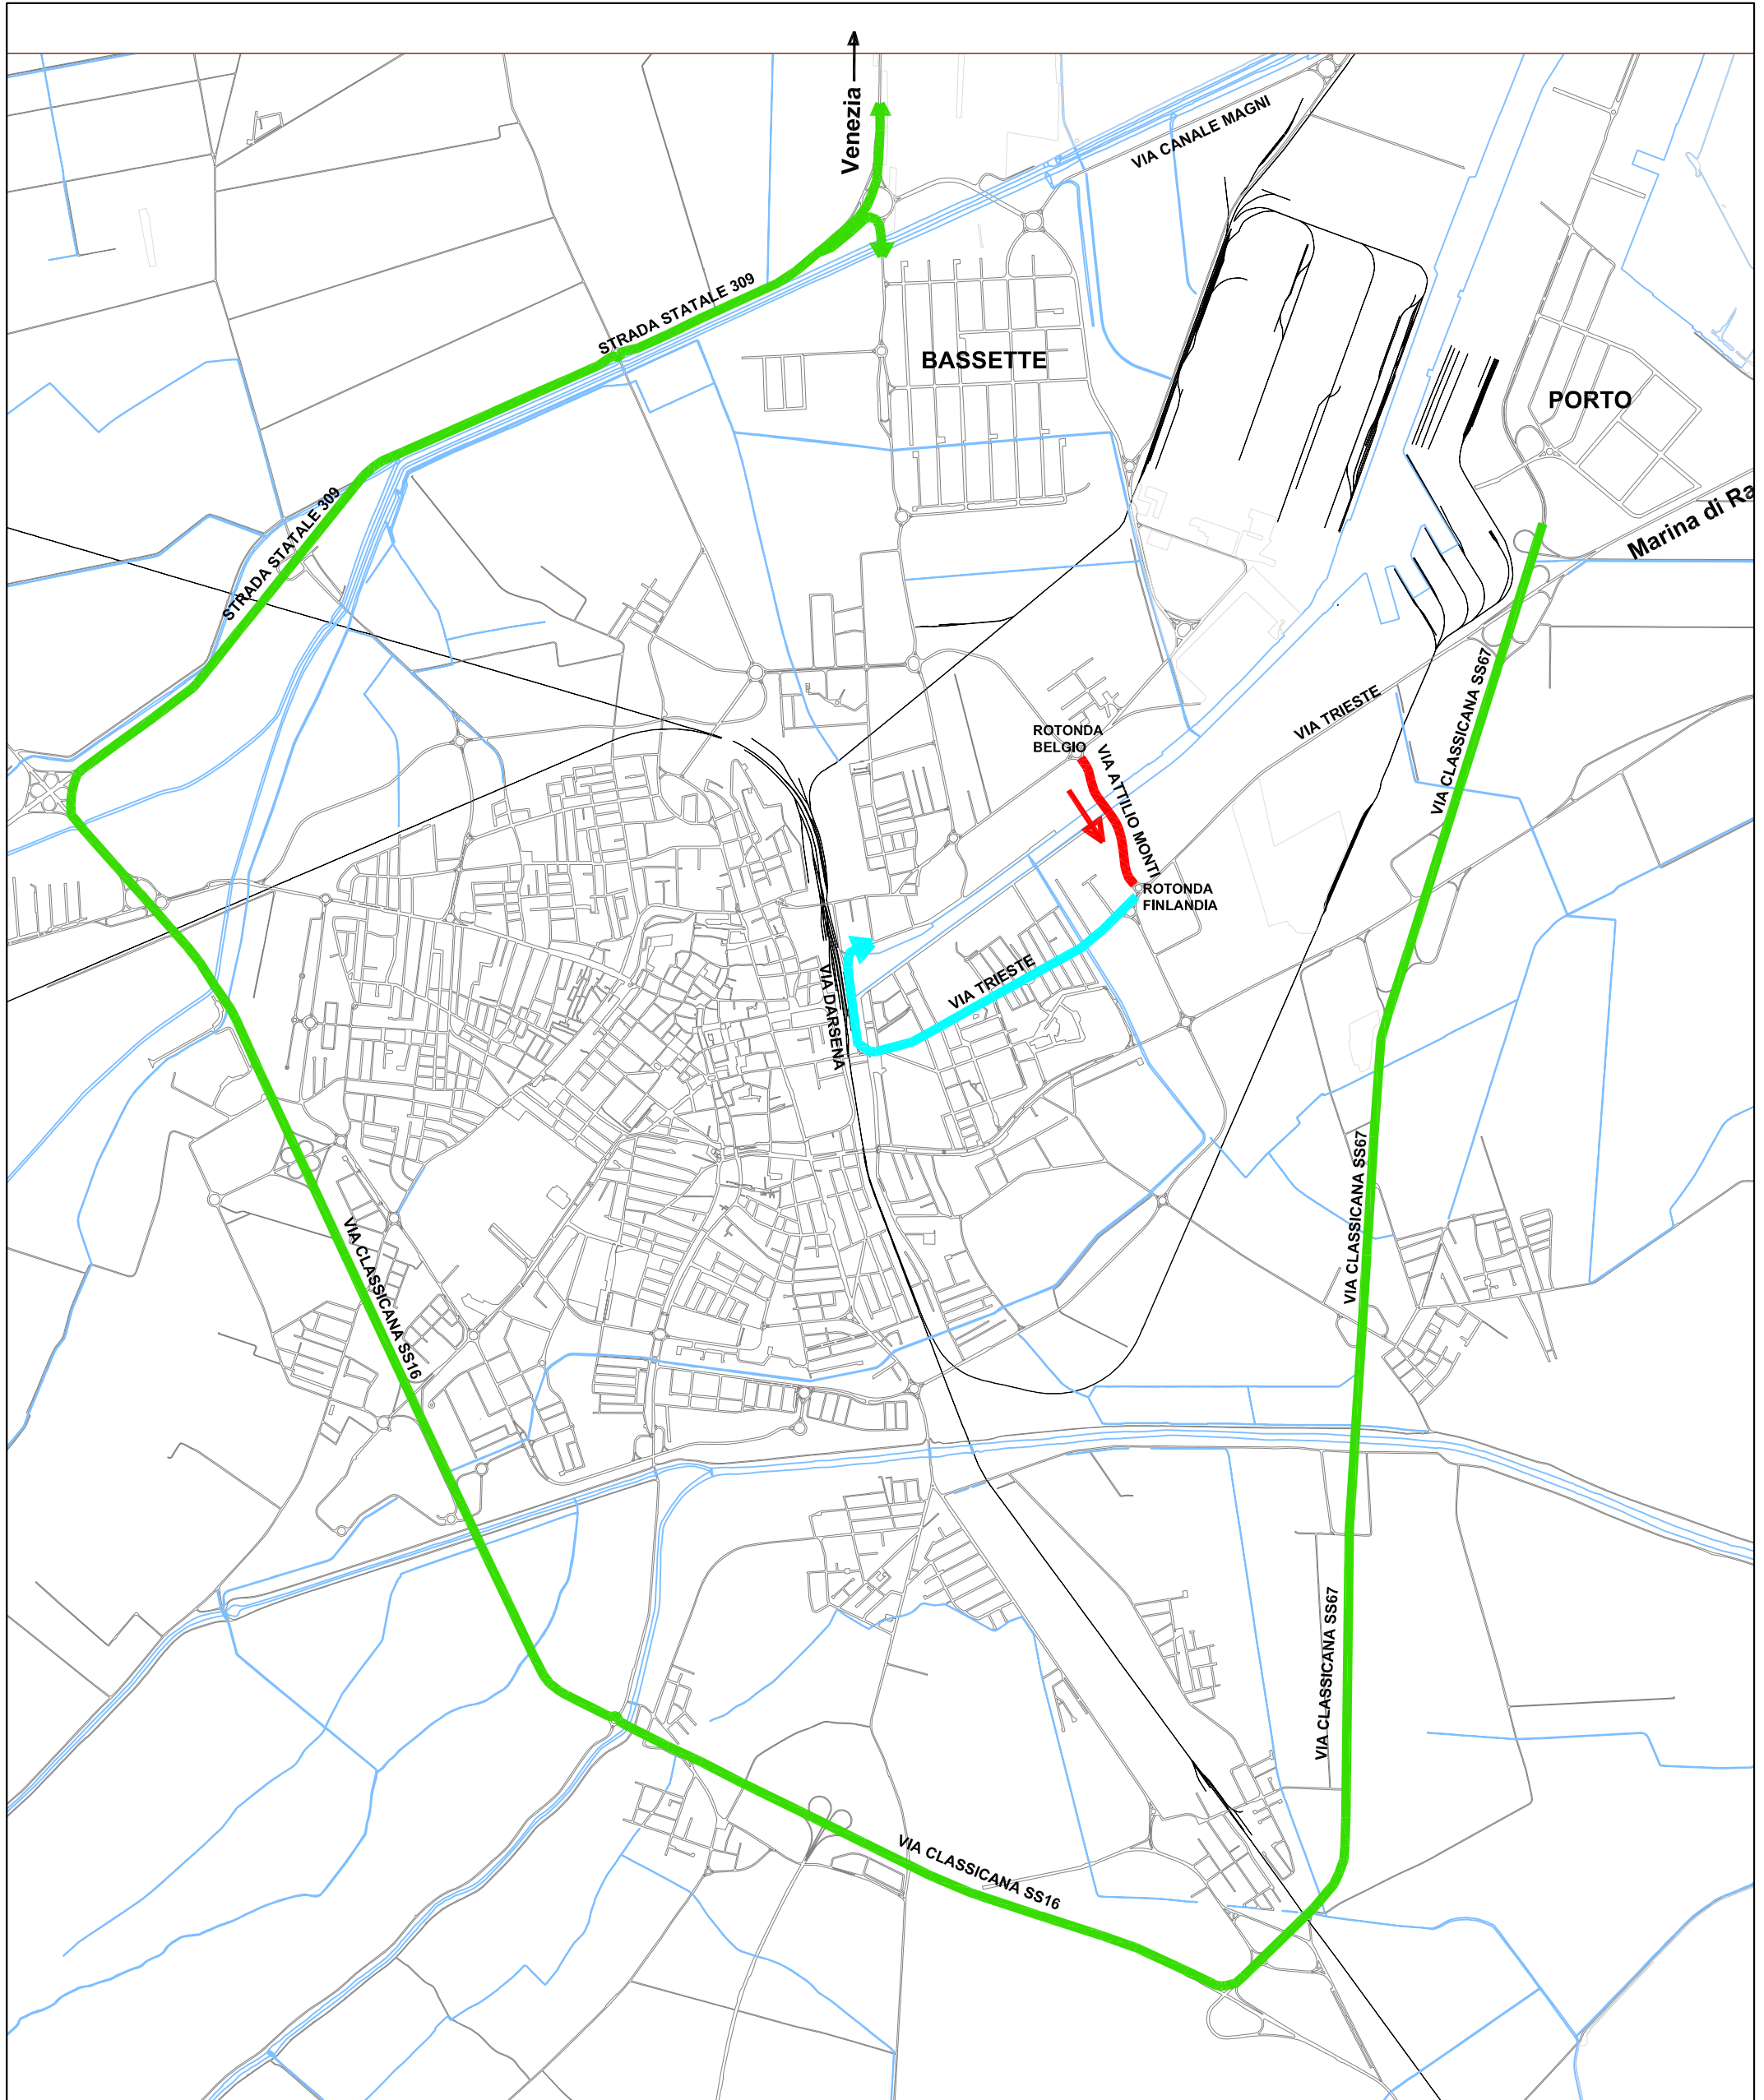 Venezia
VIA CANALE MAGNI
STRADA STATALE 309
BASSETTE
PORTO
STRADA STATALE 309
Marina di Ra
VIA CLASSICANA SS67
VIA TRIESTE
ROTONDA
BELGIO
VIA ATTILIO MONTI
ROTONDA
FINLANDIA
VIA TRIESTE
VIA DARSENA
VIA CLASSICANA SS67
VIA CLASSICANA SS16
VIA CLASSICANA SS67
VIA CLASSICANA SS16